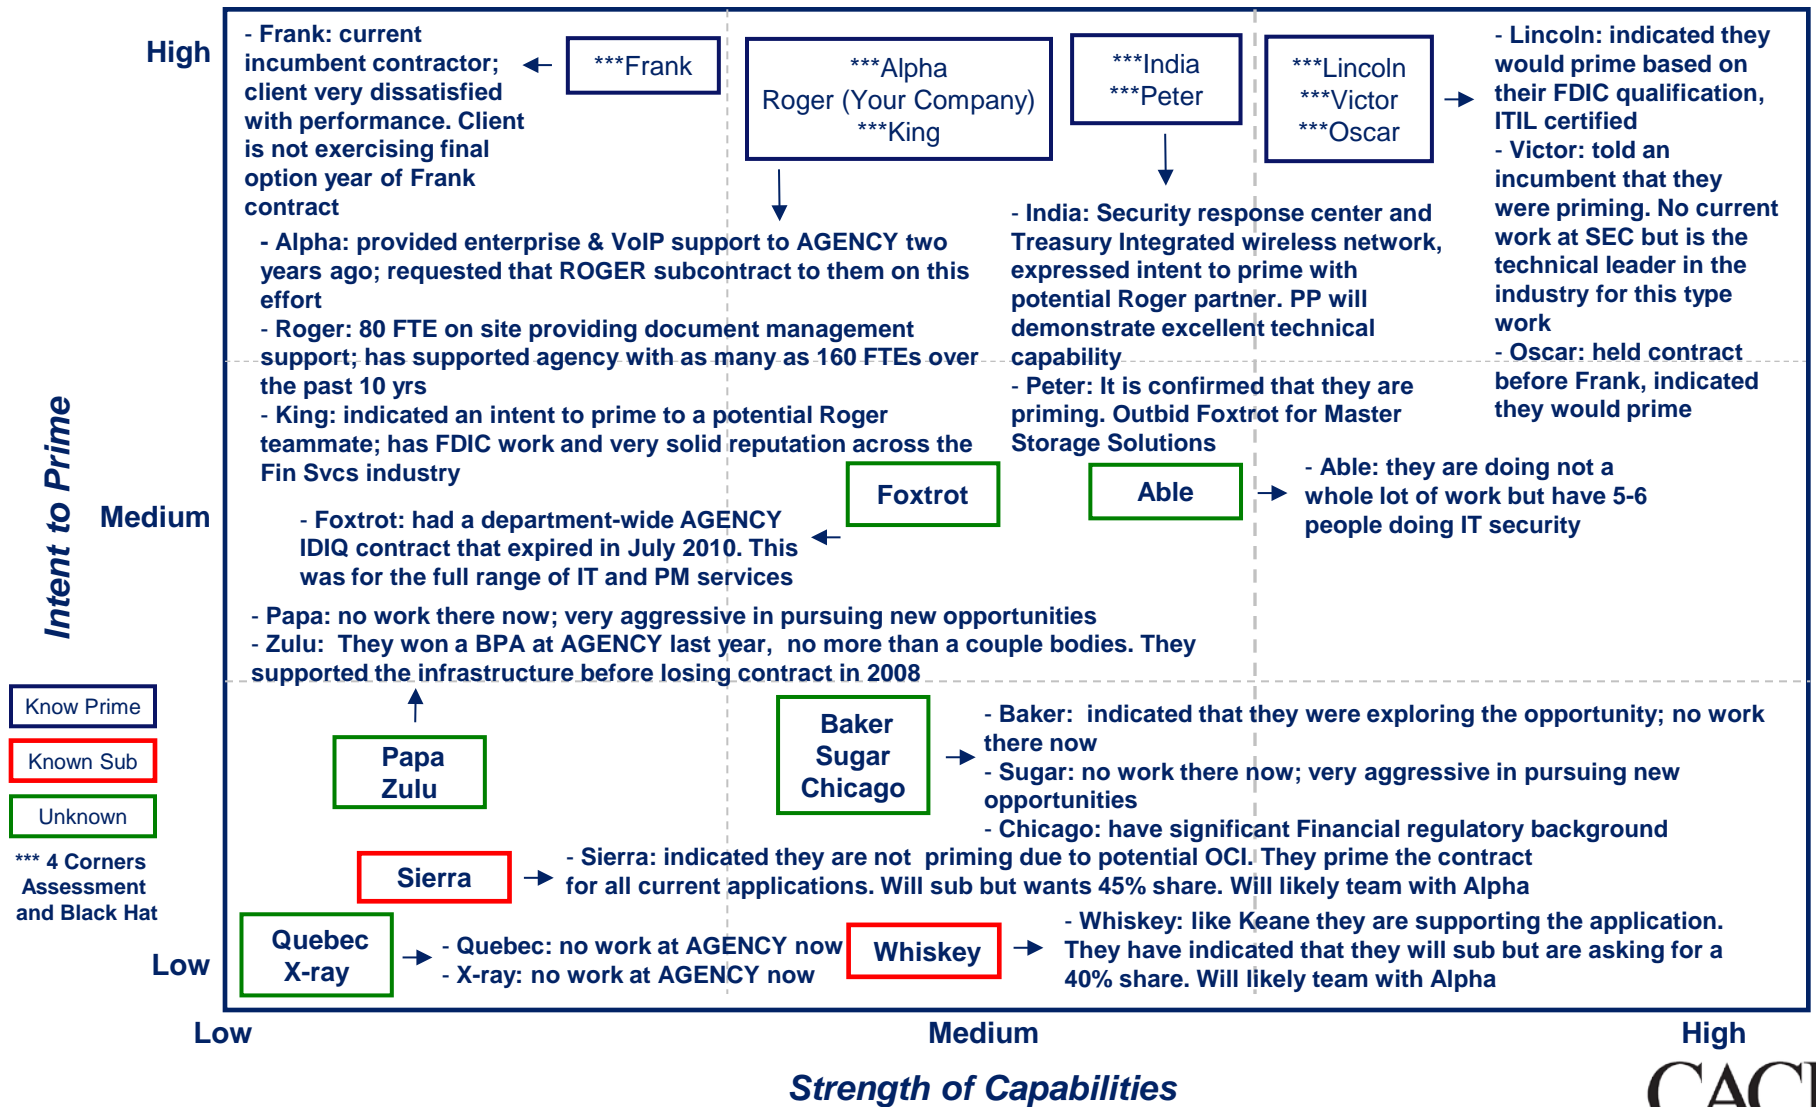 High
- Frank: current
incumbent contractor;
client very dissatisfied
with performance. Client
is not exercising final
option year of Frank
contract
***Frank
***Alpha
Roger (Your Company)
***King
***India
***Peter
***Lincoln
***Victor
***Oscar
- Lincoln: indicated they
would prime based on
their FDIC qualification,
ITIL certified
- Victor: told an
incumbent that they
were priming. No current
work at SEC but is the
technical leader in the
industry for this type
work
- Oscar: held contract
before Frank, indicated
they would prime
- Alpha: provided enterprise & VoIP support to AGENCY two
years ago; requested that ROGER subcontract to them on this
effort
- Roger: 80 FTE on site providing document management
support; has supported agency with as many as 160 FTEs over
the past 10 yrs
- King: indicated an intent to prime to a potential Roger
teammate; has FDIC work and very solid reputation across the
Fin Svcs industry
- India: Security response center and
Treasury Integrated wireless network,
expressed intent to prime with
potential Roger partner. PP will
demonstrate excellent technical
capability
- Peter: It is confirmed that they are
priming. Outbid Foxtrot for Master
Storage Solutions
Intent to Prime
Medium
Foxtrot
Able
- Able: they are doing not a
whole lot of work but have 5-6
people doing IT security
- Foxtrot: had a department-wide AGENCY
IDIQ contract that expired in July 2010. This
was for the full range of IT and PM services
- Papa: no work there now; very aggressive in pursuing new opportunities
- Zulu: They won a BPA at AGENCY last year, no more than a couple bodies. They
supported the infrastructure before losing contract in 2008
Know Prime
Known Sub
Unknown
*** 4 Corners
Assessment
and Black Hat
Papa
Zulu
Baker
Sugar
Chicago
- Baker: indicated that they were exploring the opportunity; no work
there now
- Sugar: no work there now; very aggressive in pursuing new
opportunities
- Chicago: have significant Financial regulatory background
Sierra
- Sierra: indicated they are not priming due to potential OCI. They prime the contract
for all current applications. Will sub but wants 45% share. Will likely team with Alpha
Low
Quebec
X-ray
- Quebec: no work at AGENCY now
- X-ray: no work at AGENCY now
Whiskey
- Whiskey: like Keane they are supporting the application.
They have indicated that they will sub but are asking for a
40% share. Will likely team with Alpha
Low
Medium
High
Strength of Capabilities
CACI